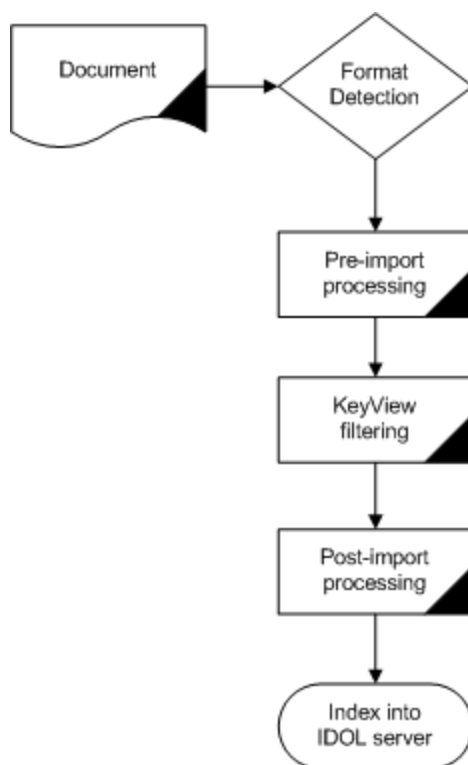 Document
Format
Detection
Pre-import
processing
KeyView
filtering
Post-import
processing
Index into
IDOL server